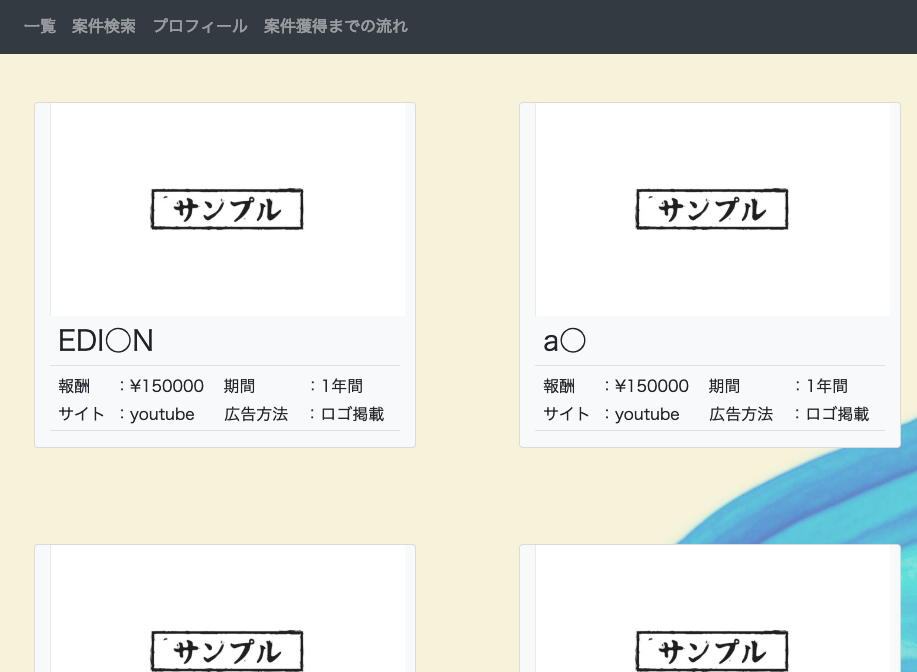 一覧 案件検索 プロフィール 案件獲得までの流れ
サンプル
サンプル
EDI〇N
報酬 : ¥150000 期間 : 1年間
サイト : youtube 広告方法 : ロゴ掲載
a〇
報酬 : ¥150000 期間 : 1年間
サイト : youtube 広告方法 : ロゴ掲載
サンプル
サンプル